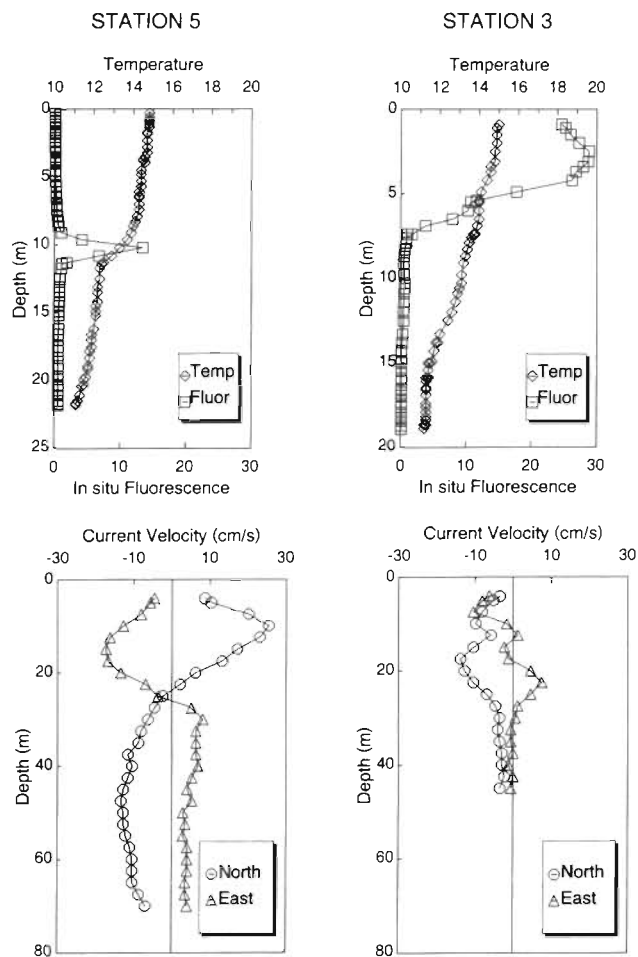 STATION 5
STATION 3
Temperature
10 12 14 16 18 20
Temperature
10 12 14 16 18 20
0
5
10
15
20
25
Depth (m)
Temp
Fluor
0 10 20 30
In situ Fluorescence
0
5
10
15
20
Depth (m)
Temp
Fluor
0 10 20 30
In situ Fluorescence
Current Velocity (cm/s)
-30 -10 10 30
0
20
40
60
80
Depth (m)
North
East
Current Velocity (cm/s)
-30 -10 10 30
0
20
40
60
80
Depth (m)
North
East